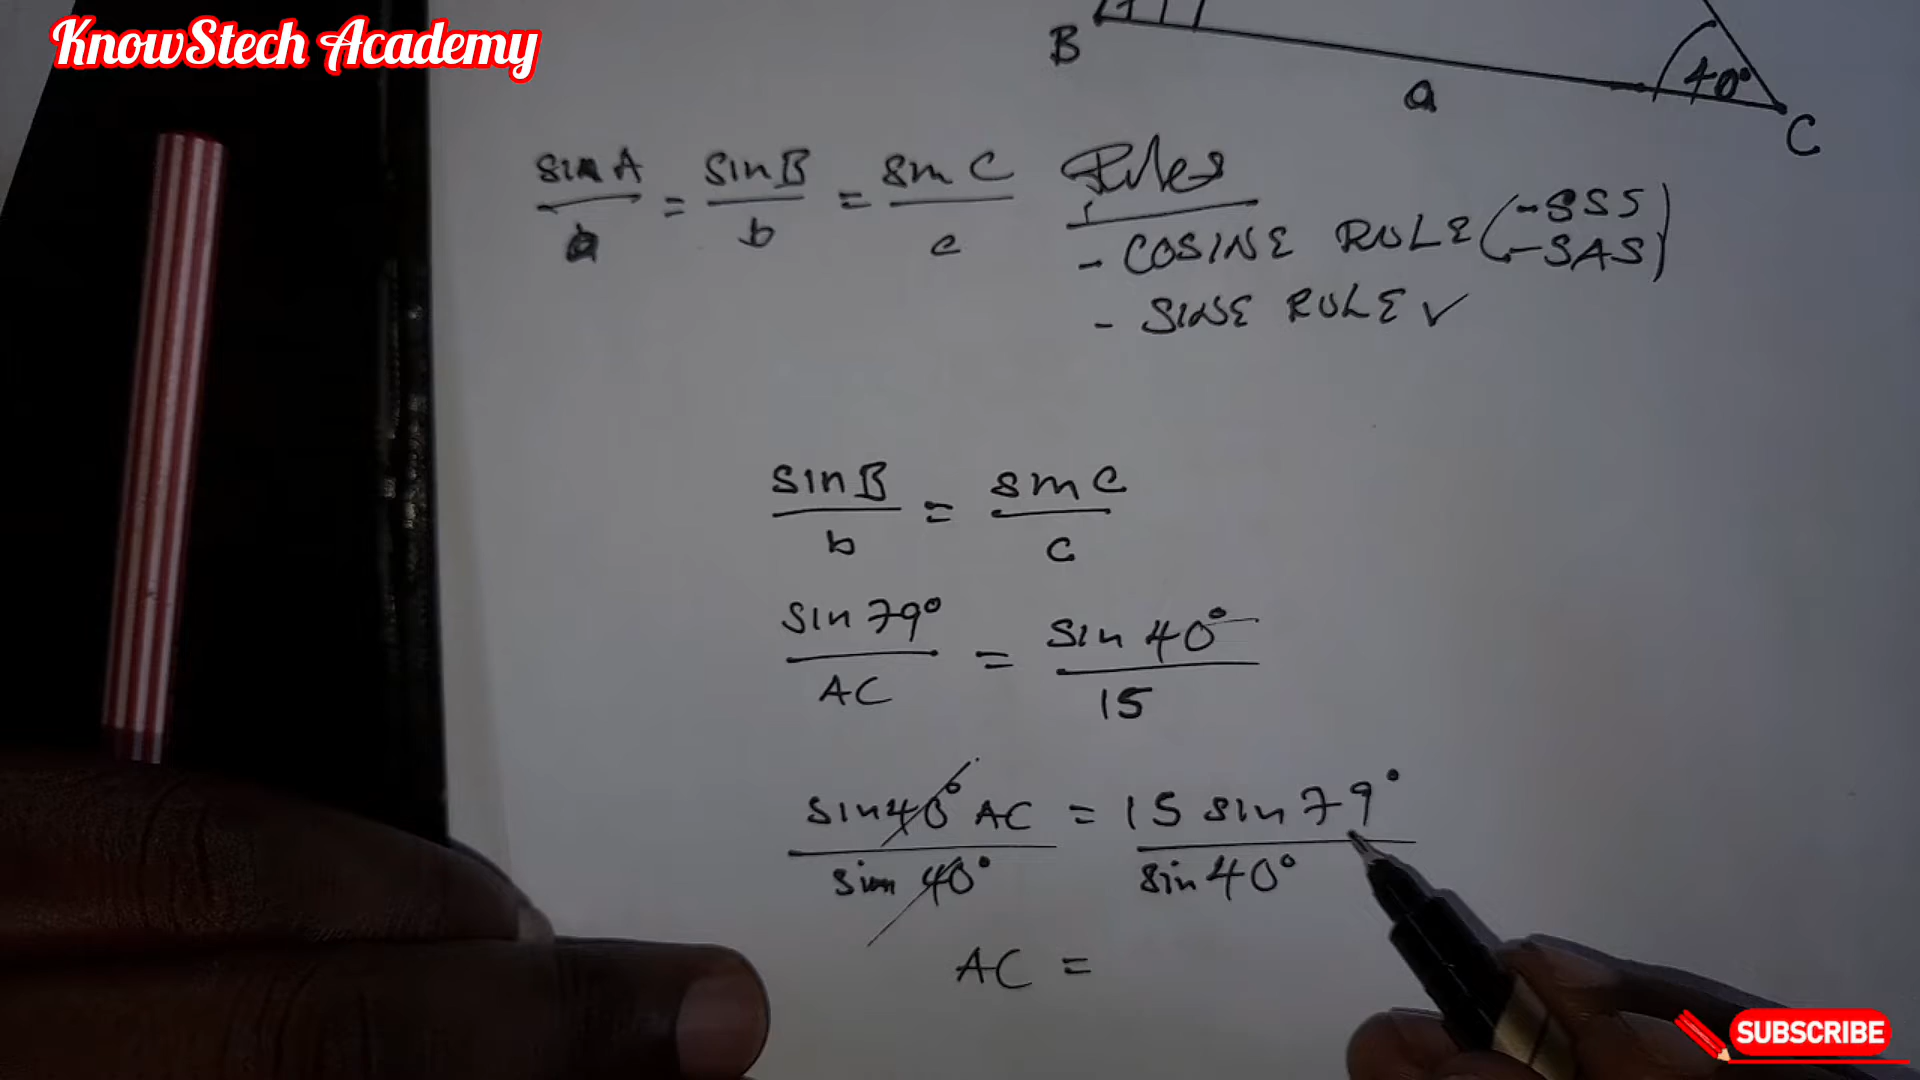 KnowStech Academy
B
a
40°
C
sin A / a = sin B / b = sin C / c
Rules
- COSINE RULE (-SSS
-SAS)
- SINE RULE ✓
sin B / b = sin C / c
sin 79° / AC = sin 40° / 15
sin 40° AC / sin 40° = 15 sin 79° / sin 40°
AC =
SUBSCRIBE